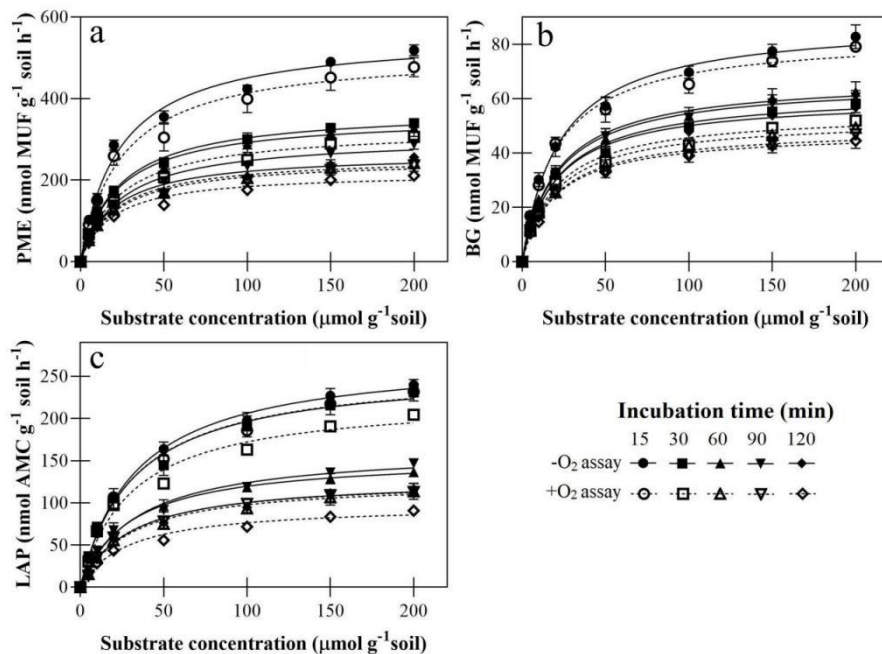 a
600
400
200
0
PME (nmol MUF g⁻¹ soil h⁻¹)
0 50 100 150 200
Substrate concentration (μmol g⁻¹soil)
b
80
60
40
20
0
BG (nmol MUF g⁻¹ soil h⁻¹)
0 50 100 150 200
Substrate concentration (μmol g⁻¹soil)
c
250
200
150
100
50
0
LAP (nmol AMC g⁻¹ soil h⁻¹)
0 50 100 150 200
Substrate concentration (μmol g⁻¹soil)
Incubation time (min)
15 30 60 90 120
-O₂ assay
+O₂ assay